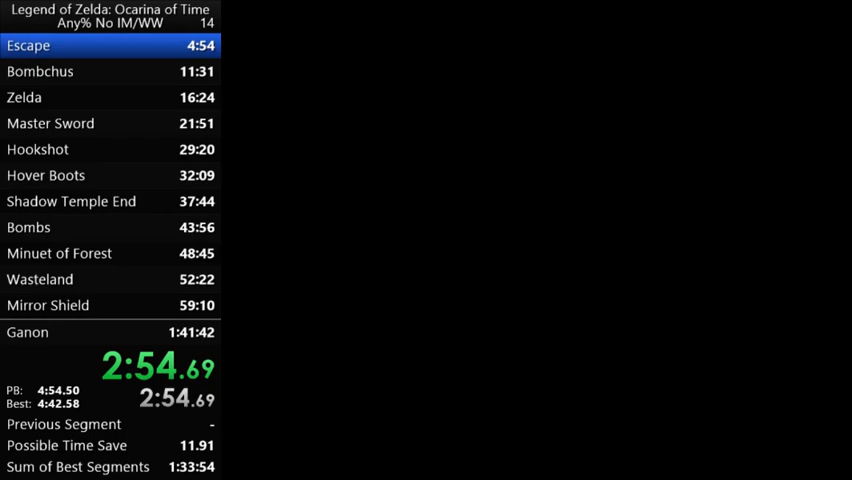 Legend of Zelda: Ocarina of Time
Any% No IM/WW 14
Escape 4:54
Bombchus 11:31
Zelda 16:24
Master Sword 21:51
Hookshot 29:20
Hover Boots 32:09
Shadow Temple End 37:44
Bombs 43:56
Minuet of Forest 48:45
Wasteland 52:22
Mirror Shield 59:10
Ganon 1:41:42
2:54.69
PB: 4:54.50
Best: 4:42.58 2:54.69
Previous Segment -
Possible Time Save 11.91
Sum of Best Segments 1:33:54